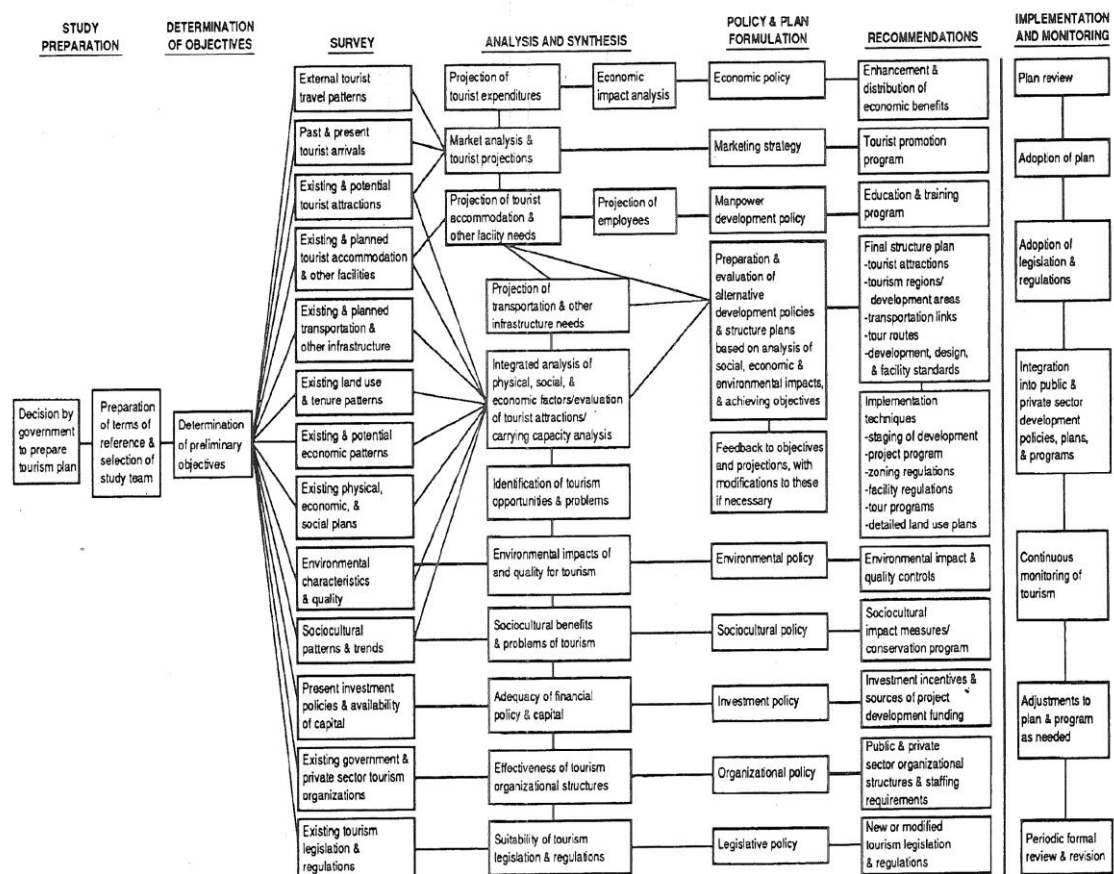 STUDY
PREPARATION
DETERMINATION
OF OBJECTIVES
SURVEY
ANALYSIS AND SYNTHESIS
POLICY & PLAN
FORMULATION
RECOMMENDATIONS
IMPLEMENTATION
AND MONITORING
Decision by
government
to prepare
tourism plan
Preparation
of terms of
reference &
selection of
study team
Determination
of preliminary
objectives
External tourist
travel patterns
Past & present
tourist arrivals
Existing & potential
tourist attractions
Existing & planned
tourist accommodation
& other facilities
Existing & planned
transportation &
other infrastructure
Existing land use
& tenure patterns
Existing & potential
economic patterns
Existing physical,
economic, &
social plans
Environmental
characteristics
& quality
Sociocultural
patterns & trends
Present investment
policies & availability
of capital
Existing government &
private sector tourism
organizations
Existing tourism
legislation &
regulations
Projection of
tourist expenditures
Economic
impact analysis
Market analysis &
tourist projections
Projection of tourist
accommodation &
other facility needs
Projection of
employees
Projection of
transportation & other
infrastructure needs
Integrated analysis of
physical, social, &
economic factors/evaluation
of tourist attractions/
carrying capacity analysis
Identification of tourism
opportunities & problems
Environmental impacts of
and quality for tourism
Sociocultural benefits
& problems of tourism
Adequacy of financial
policy & capital
Effectiveness of tourism
organizational structures
Suitability of tourism
legislation & regulations
Economic policy
Marketing strategy
Manpower
development policy
Preparation &
evaluation of
alternative
development policies
& structure plans
based on analysis of
social, economic &
environmental impacts,
& achieving objectives
Feedback to objectives
and projections, with
modifications to these
if necessary
Environmental policy
Sociocultural policy
Investment policy
Organizational policy
Legislative policy
Enhancement &
distribution of
economic benefits
Tourist promotion
program
Education & training
program
Final structure plan
-tourist attractions
-tourism regions/
development areas
-transportation links
-tour routes
-development, design,
& facility standards
Implementation
techniques
-staging of development
-project program
-zoning regulations
-facility regulations
-tour programs
-detailed land use plans
Environmental impact &
quality controls
Sociocultural
impact measures/
conservation program
Investment incentives &
sources of project
development funding
Public & private
sector organizational
structures & staffing
requirements
New or modified
tourism legislation
& regulations
Plan review
Adoption of plan
Adoption of
legislation &
regulations
Integration
into public &
private sector
development
policies, plans,
& programs
Continuous
monitoring of
tourism
Adjustments to
plan & program
as needed
Periodic formal
review & revision